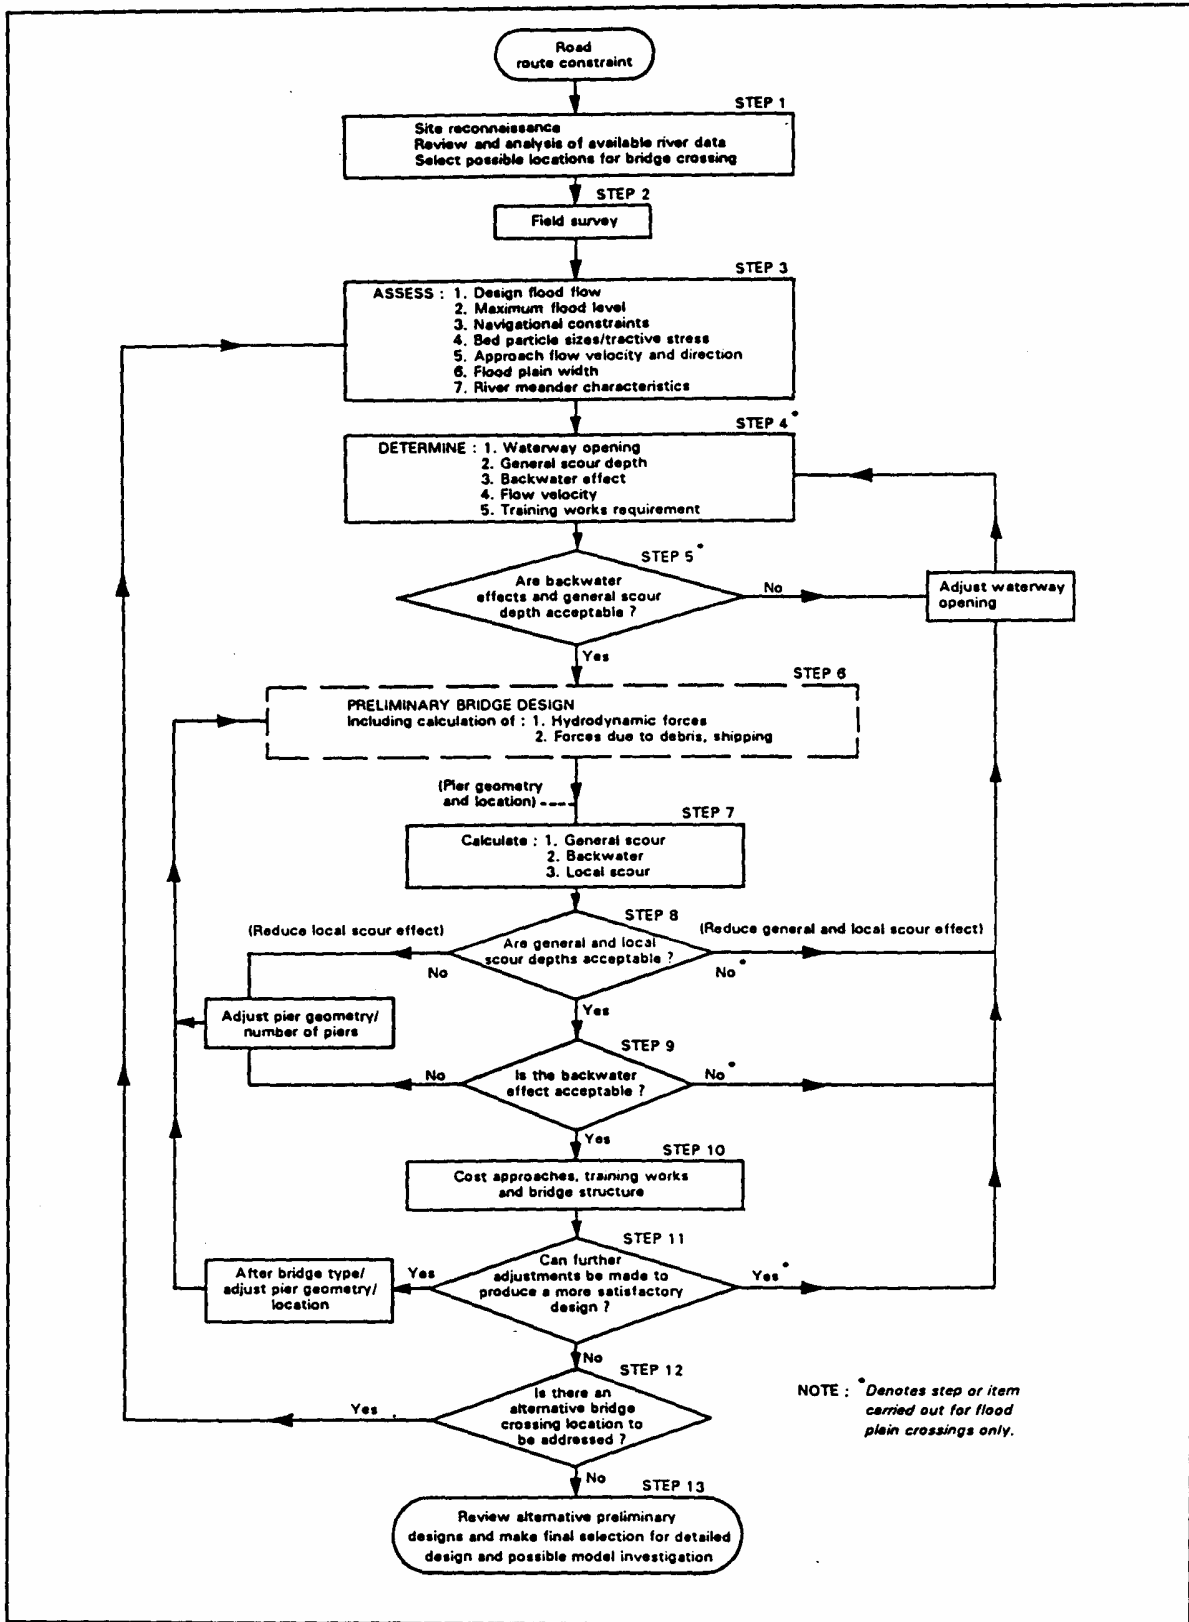 Road
route constraint
STEP 1
Site reconnaissance
Review and analysis of available river data
Select possible locations for bridge crossing
STEP 2
Field survey
STEP 3
ASSESS : 1. Design flood flow
2. Maximum flood level
3. Navigational constraints
4. Bed particle sizes/tractive stress
5. Approach flow velocity and direction
6. Flood plain width
7. River meander characteristics
STEP 4*
DETERMINE : 1. Waterway opening
2. General scour depth
3. Backwater effect
4. Flow velocity
5. Training works requirement
STEP 5*
Are backwater
effects and general scour
depth acceptable ?
No
Adjust waterway
opening
Yes
STEP 6
PRELIMINARY BRIDGE DESIGN
Including calculation of : 1. Hydrodynamic forces
2. Forces due to debris, shipping
(Pier geometry
and location)
STEP 7
Calculate : 1. General scour
2. Backwater
3. Local scour
STEP 8
(Reduce local scour effect)
Are general and local
scour depths acceptable ?
(Reduce general and local scour effect)
No
No*
Yes
Adjust pier geometry/
number of piers
STEP 9
No
Is the backwater
effect acceptable ?
No*
Yes
STEP 10
Cost approaches, training works
and bridge structure
STEP 11
After bridge type/
adjust pier geometry/
location
Yes
Can further
adjustments be made to
produce a more satisfactory
design ?
Yes*
No
STEP 12
Yes
Is there an
alternative bridge
crossing location to
be addressed ?
NOTE : *Denotes step or item
carried out for flood
plain crossings only.
No
STEP 13
Review alternative preliminary
designs and make final selection for detailed
design and possible model investigation